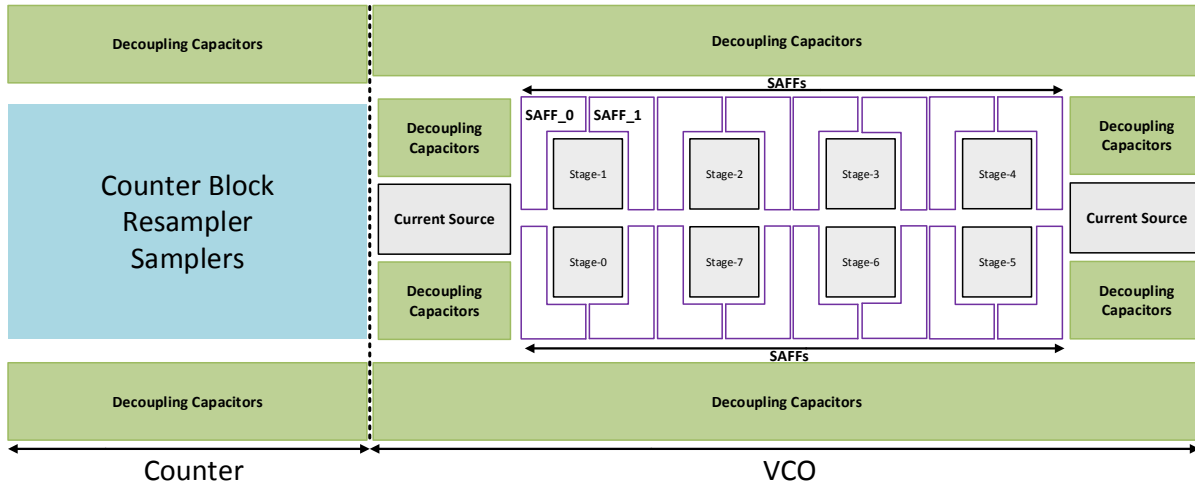 Decoupling Capacitors
Decoupling Capacitors
SAFFs
Decoupling
Capacitors
SAFF_0
SAFF_1
Decoupling
Capacitors
Stage-1
Stage-2
Stage-3
Stage-4
Counter Block
Resampler
Samplers
Current Source
Current Source
Stage-0
Stage-7
Stage-6
Stage-5
Decoupling
Capacitors
Decoupling
Capacitors
SAFFs
Decoupling Capacitors
Decoupling Capacitors
Counter
VCO